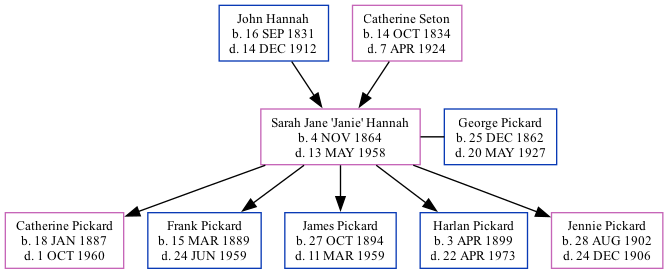 John Hannah
b. 16 SEP 1831
d. 14 DEC 1912
Catherine Seton
b. 14 OCT 1834
d. 7 APR 1924
Sarah Jane 'Janie' Hannah
b. 4 NOV 1864
d. 13 MAY 1958
George Pickard
b. 25 DEC 1862
d. 20 MAY 1927
Catherine Pickard
b. 18 JAN 1887
d. 1 OCT 1960
Frank Pickard
b. 15 MAR 1889
d. 24 JUN 1959
James Pickard
b. 27 OCT 1894
d. 11 MAR 1959
Harlan Pickard
b. 3 APR 1899
d. 22 APR 1973
Jennie Pickard
b. 28 AUG 1902
d. 24 DEC 1906